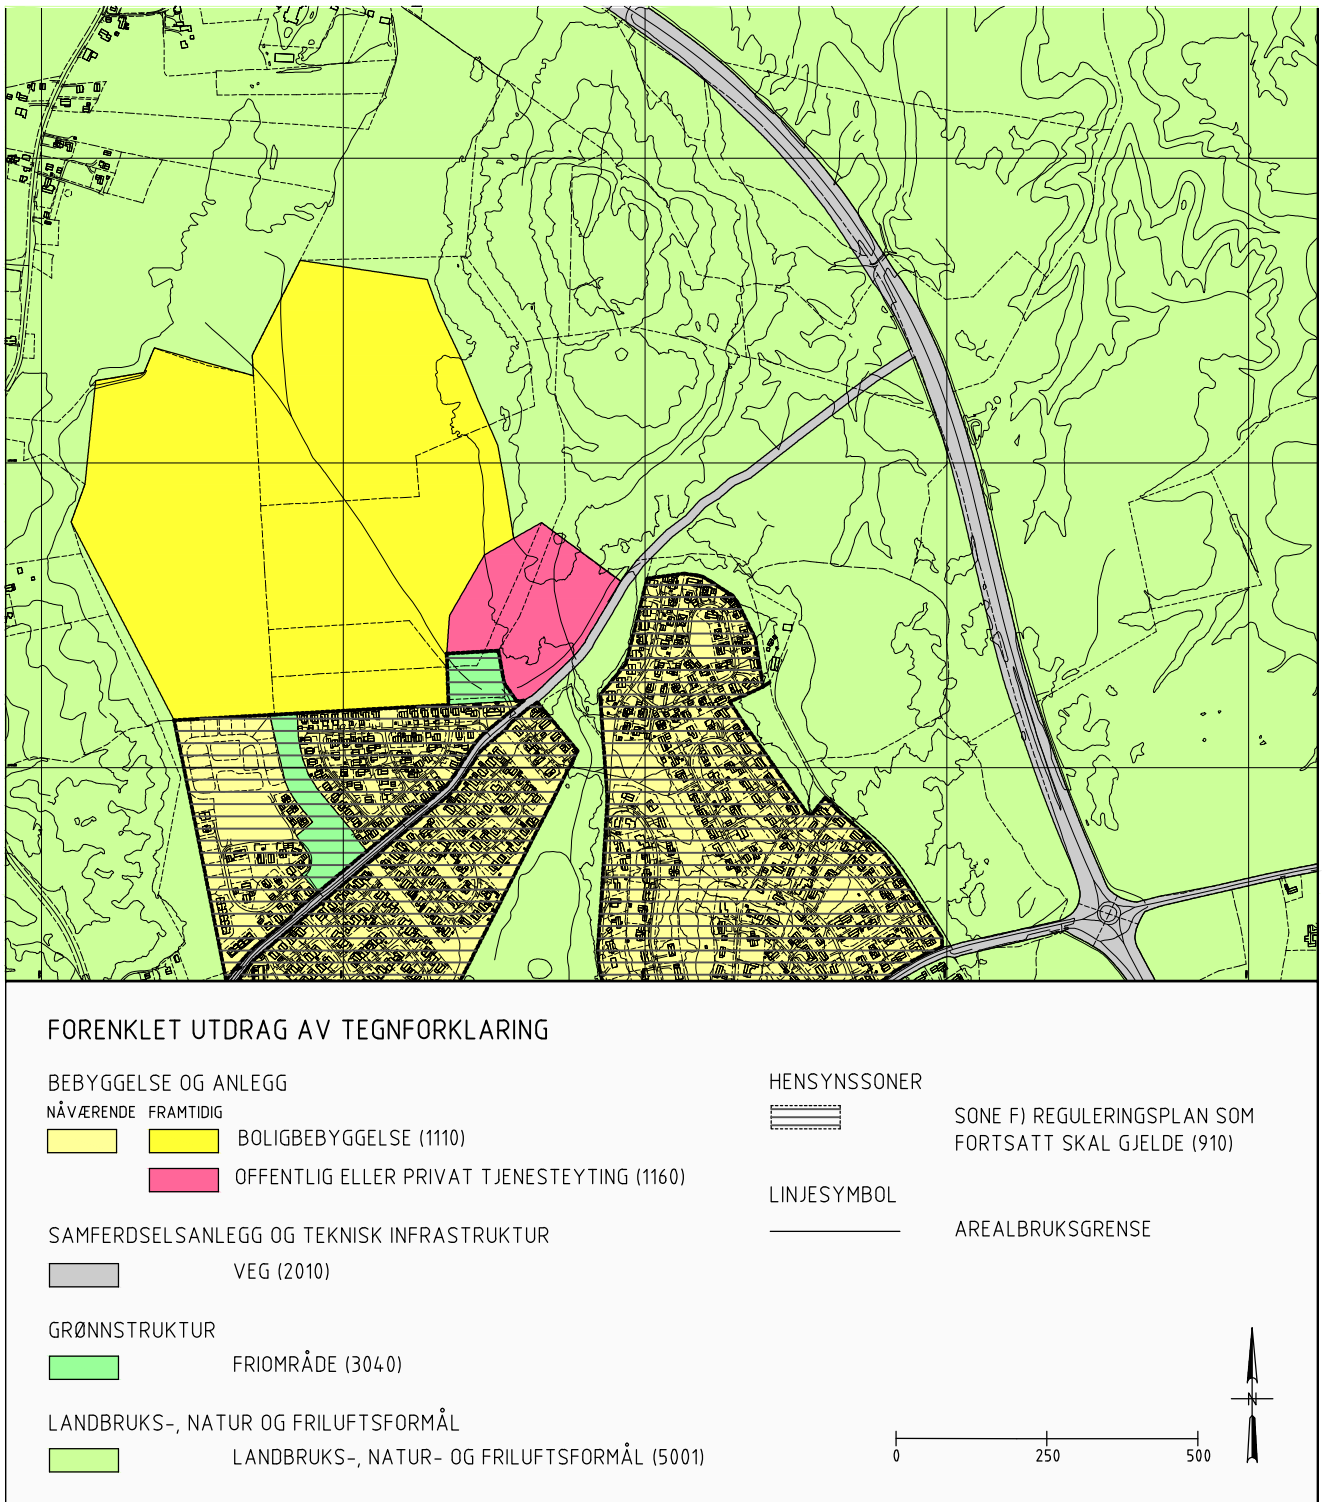 FORENKLET UTDRAG AV TEGNFORKLARING
BEBYGGELSE OG ANLEGG
NÅVÆRENDE FRAMTIDIG
BOLIGBEBYGGELSE (1110)
OFFENTLIG ELLER PRIVAT TJENESTEYTING (1160)
SAMFERDSELSANLEGG OG TEKNISK INFRASTRUKTUR
VEG (2010)
GRØNNSTRUKTUR
FRIOMRÅDE (3040)
LANDBRUKS-, NATUR OG FRILUFTSFORMÅL
LANDBRUKS-, NATUR- OG FRILUFTSFORMÅL (5001)
HENSYNSSONER
SONE F) REGULERINGSPLAN SOM
FORTSATT SKAL GJELDE (910)
LINJESYMBOL
AREALBRUKSGRENSE
N
0 250 500